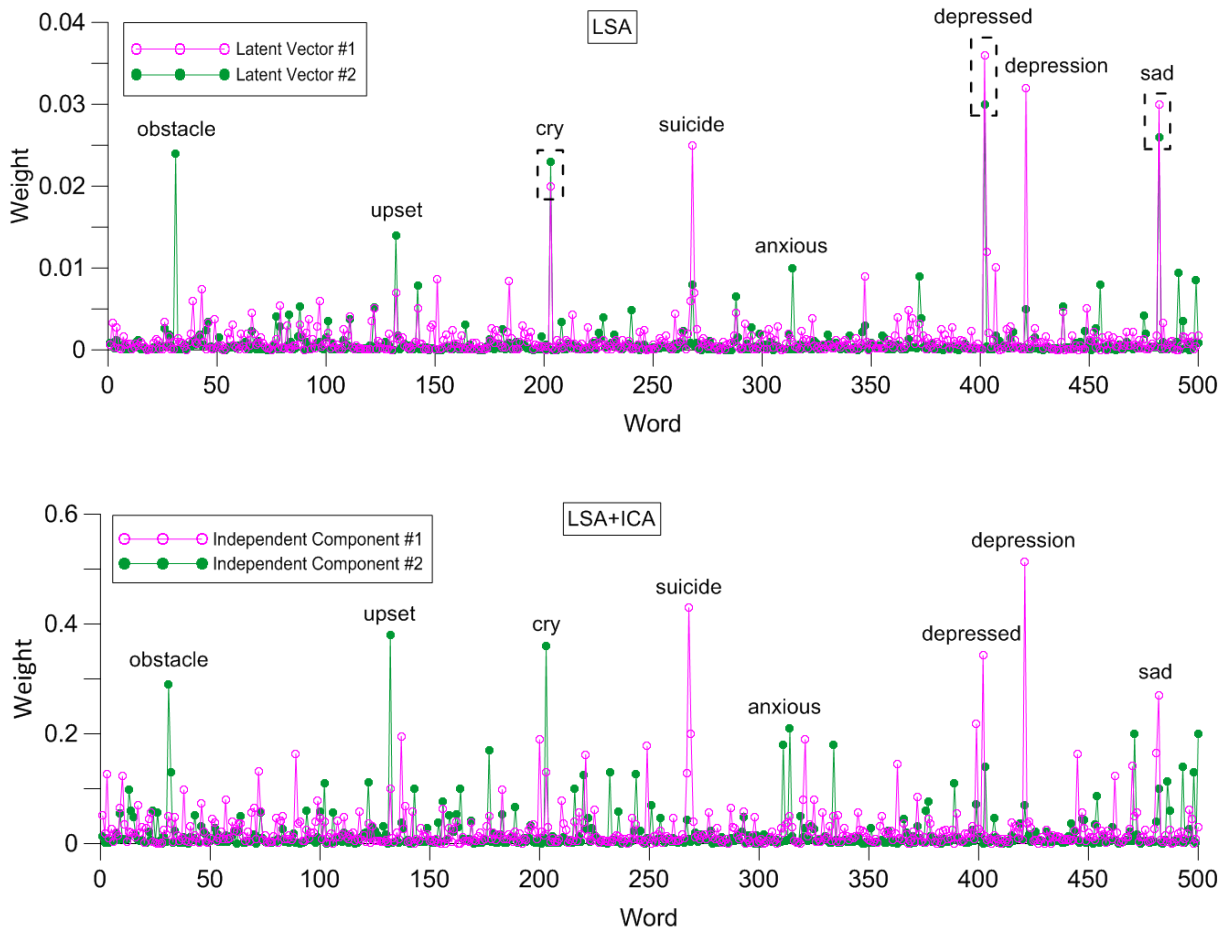 LSA
Latent Vector #1
Latent Vector #2
depressed
depression
sad
obstacle
cry
suicide
upset
anxious
0.04
0.03
0.02
0.01
0
Weight
0 50 100 150 200 250 300 350 400 450 500
Word
LSA+ICA
Independent Component #1
Independent Component #2
depression
suicide
upset
cry
depressed
obstacle
sad
anxious
0.6
0.4
0.2
0
Weight
0 50 100 150 200 250 300 350 400 450 500
Word